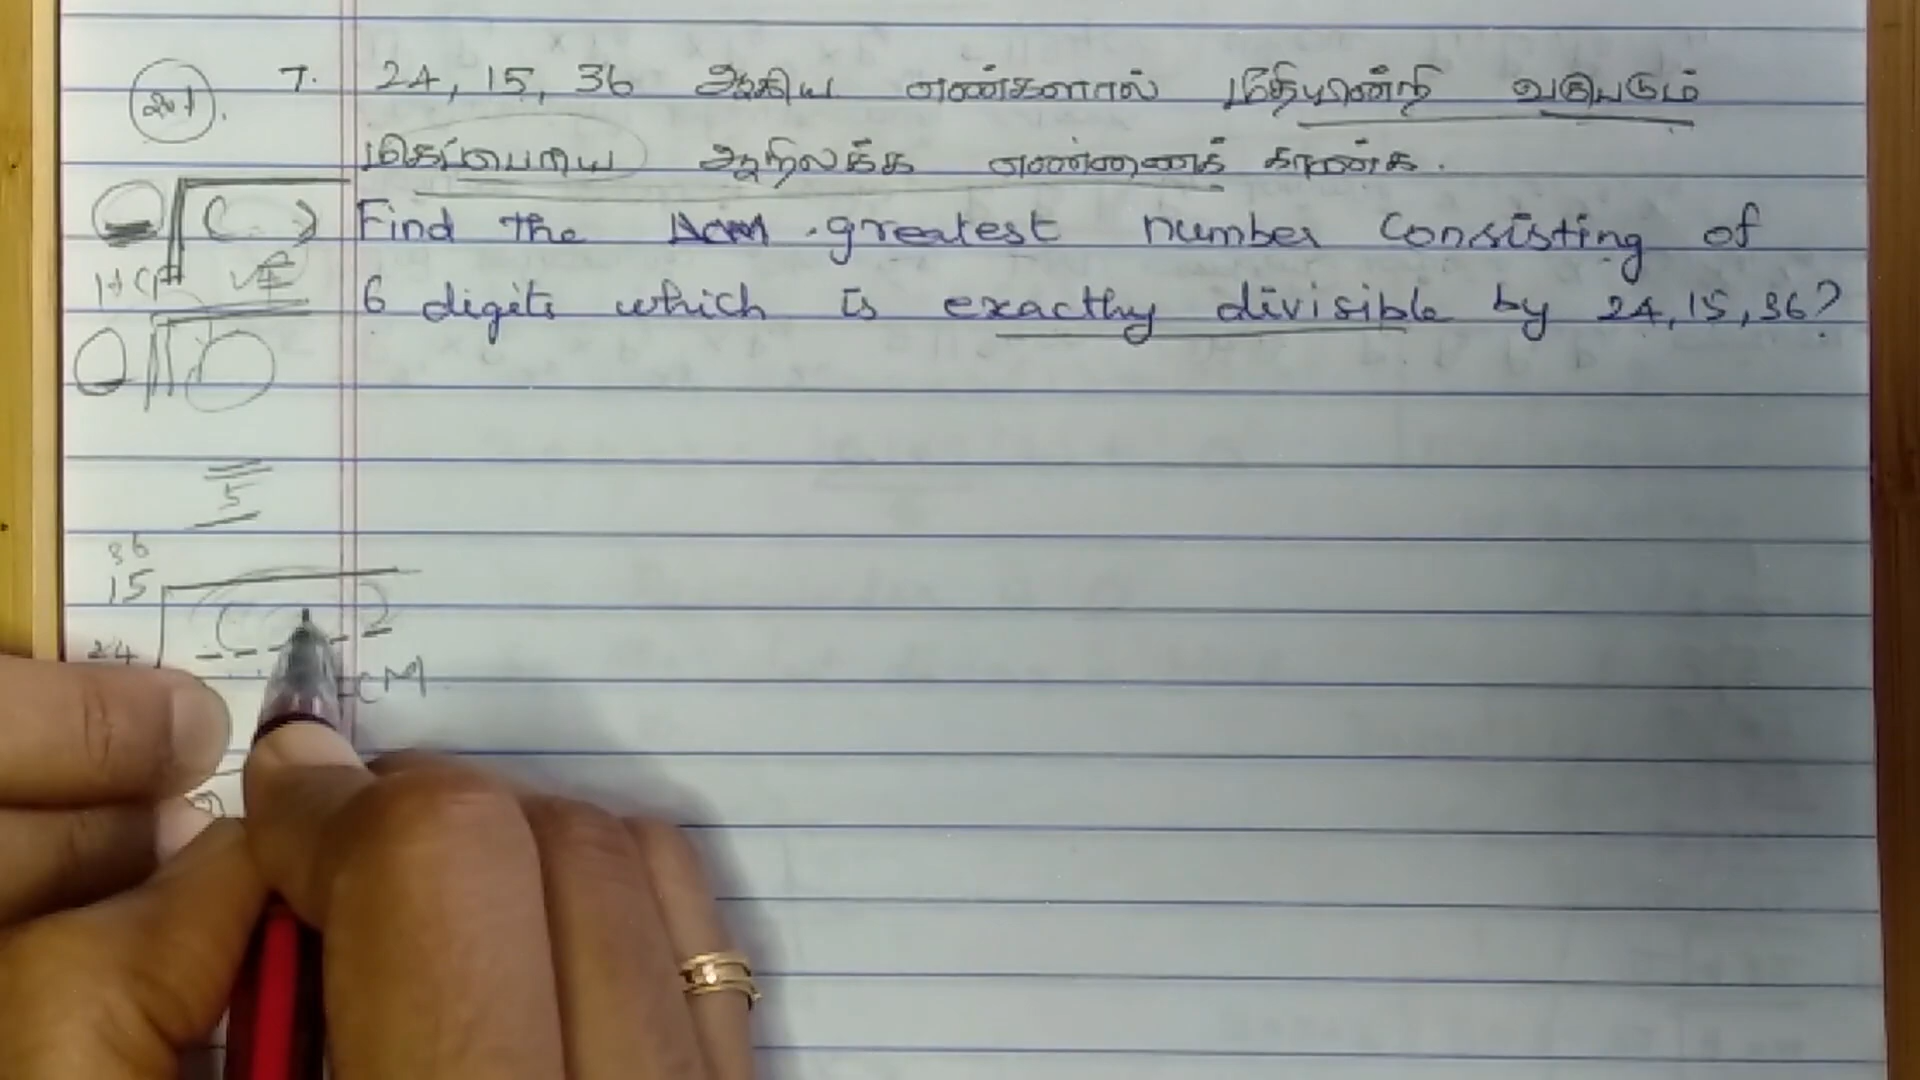 உன். 7. 24, 15, 36 ஆகிய எண்களால் மீதியின்றி வகுபடும்
மிகப்பெரிய ஆறிலக்க எண்ணைக் காண்க.
Find the greatest number consisting of
HCF
6 digits which is exactly divisible by 24, 15, 36?
5
36
15
24
LCM